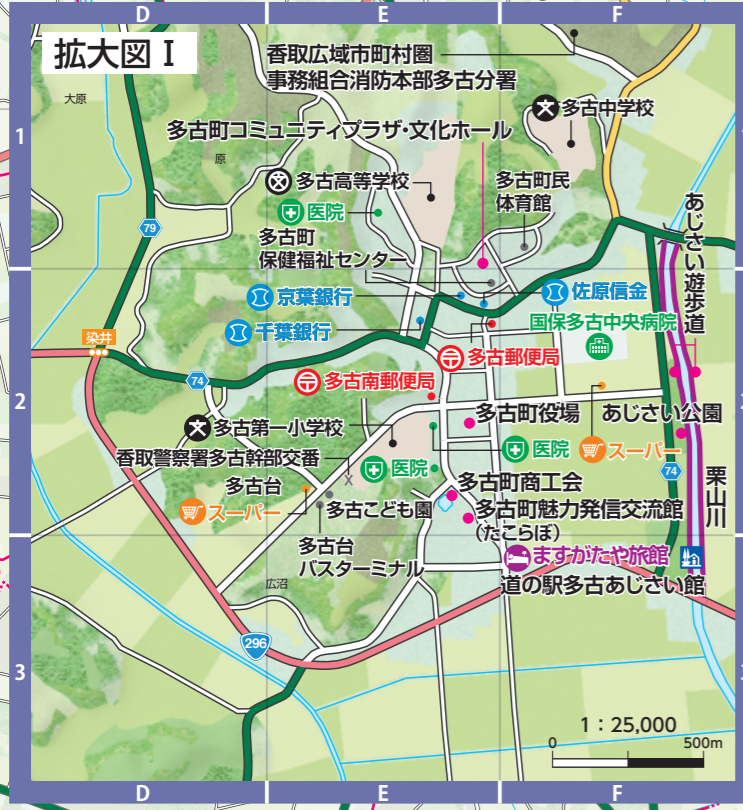 D
E
F
拡大図 I
香取広域市町村圏
事務組合消防本部多古分署
大原
多古中学校
1
多古町コミュニティプラザ・文化ホール
原
多古高等学校
多古町民
体育館
医院
あじさい遊歩道
79
多古町
保健福祉センター
京葉銀行
佐原信金
千葉銀行
国保多古中央病院
染井
多古郵便局
74
多古南郵便局
2
2
多古町役場
あじさい公園
多古第一小学校
医院
スーパー
香取警察署多古幹部交番
医院
74
栗山川
多古台
多古町商工会
スーパー
多古こども園
多古町魅力発信交流館
(たこらぼ)
多古台
バスターミナル
ますがたや旅館
広沼
道の駅多古あじさい館
296
3
1：25,000
0
500m
D
E
F